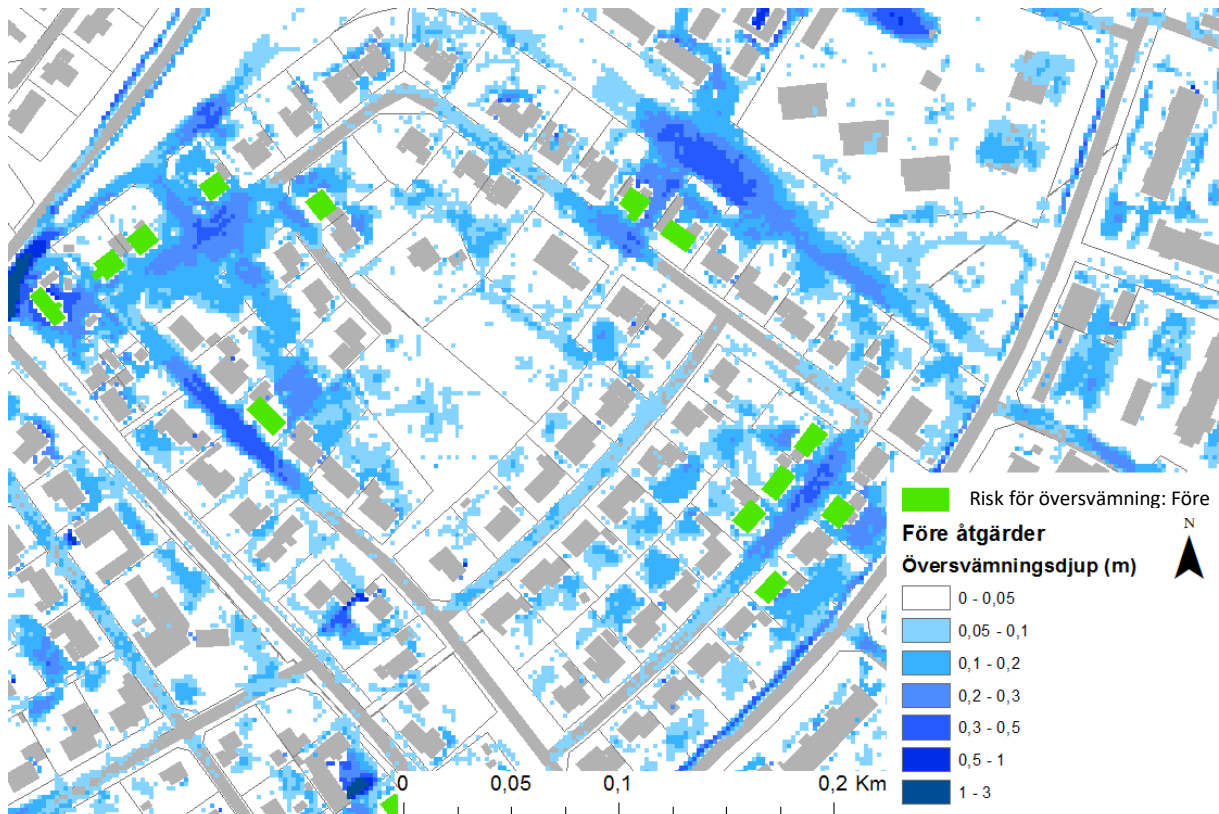 Risk för översvämning: Före
Före åtgärder
N
Översvämningsdjup (m)
0 - 0,05
0,05 - 0,1
0,1 - 0,2
0,2 - 0,3
0,3 - 0,5
0,5 - 1
1 - 3
0 0,05 0,1 0,2 Km